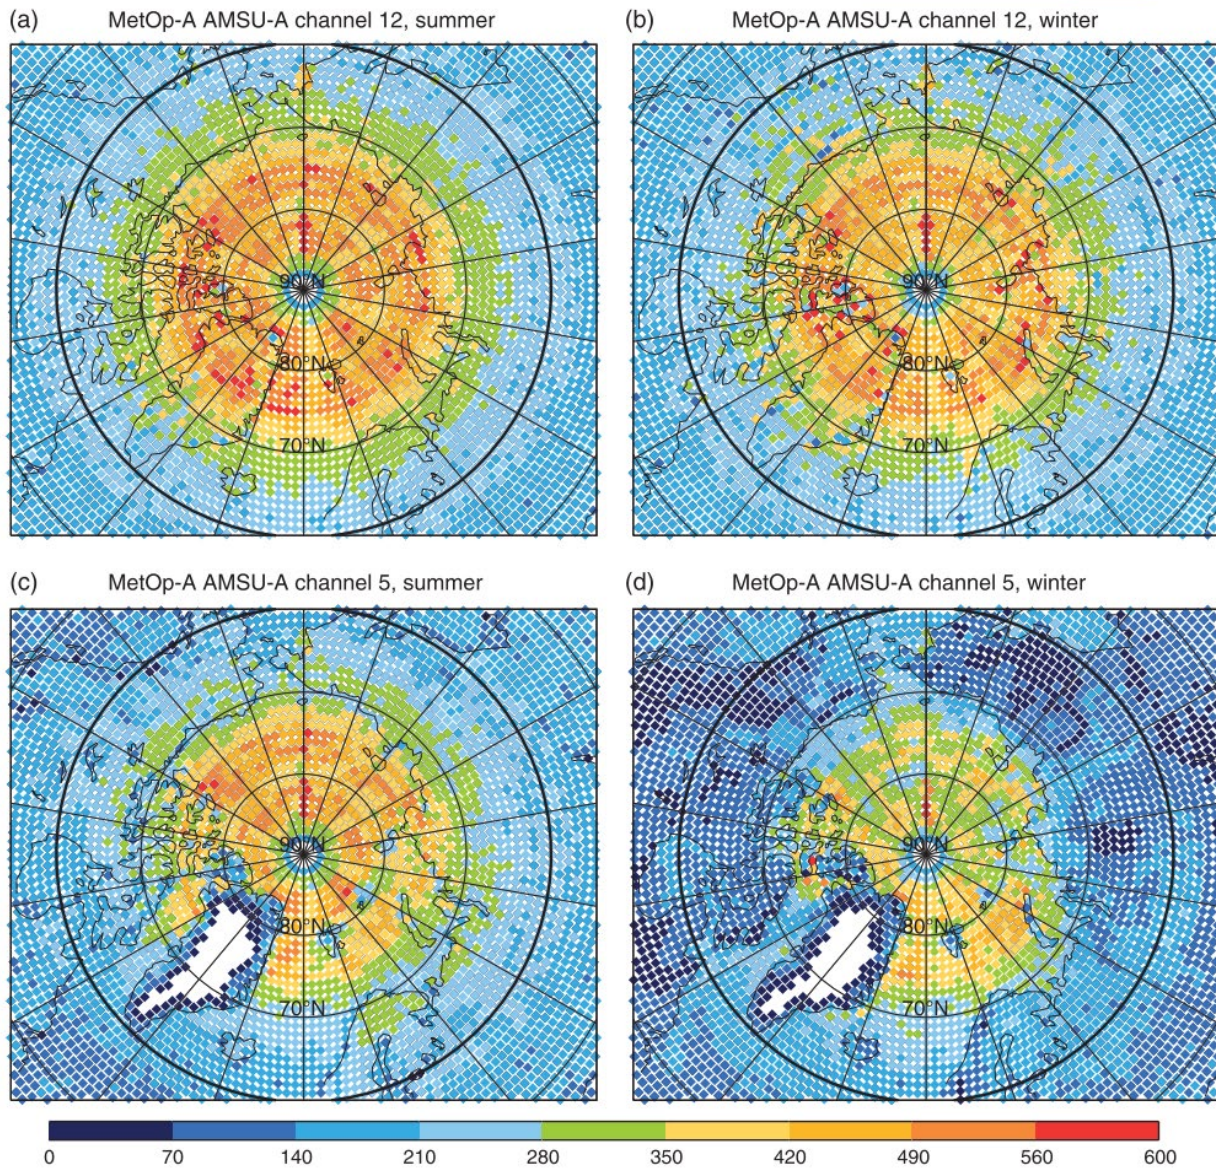 (a) MetOp-A AMSU-A channel 12, summer
90°N
80°N
70°N
(b) MetOp-A AMSU-A channel 12, winter
90°N
80°N
70°N
(c) MetOp-A AMSU-A channel 5, summer
90°N
80°N
70°N
(d) MetOp-A AMSU-A channel 5, winter
90°N
80°N
70°N
0 70 140 210 280 350 420 490 560 600